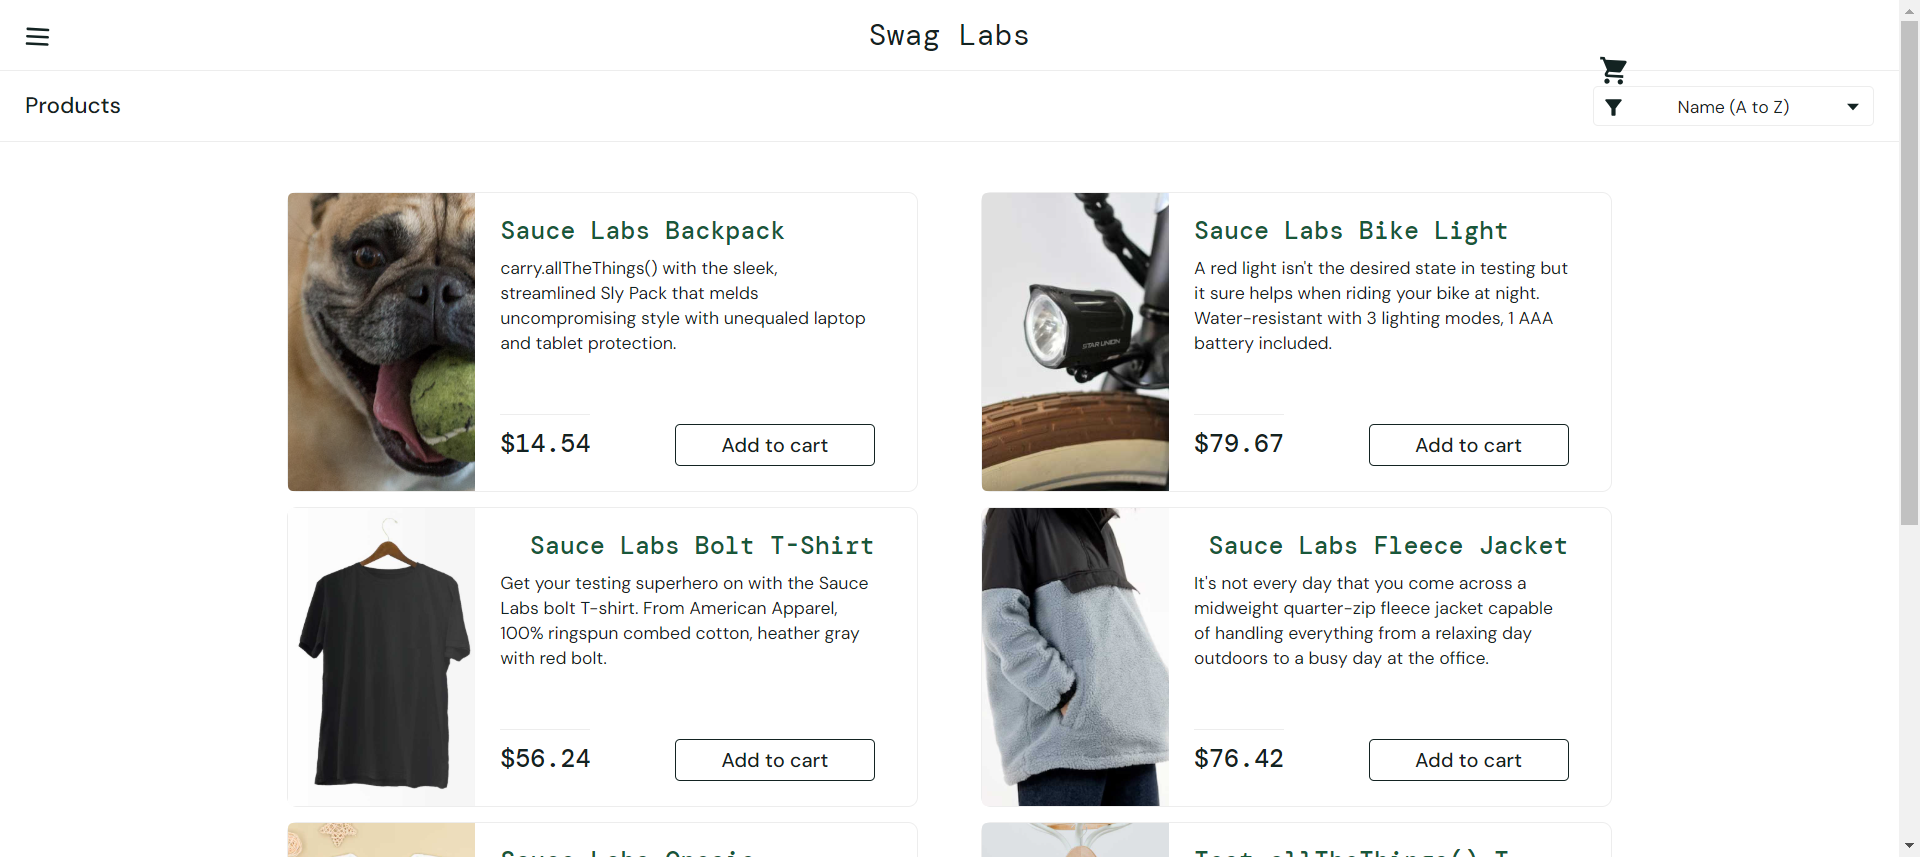 Swag Labs
Products
Name (A to Z)
Sauce Labs Backpack
carry.allTheThings() with the sleek,
streamlined Sly Pack that melds
uncompromising style with unequaled laptop
and tablet protection.
$14.54
Add to cart
Sauce Labs Bike Light
A red light isn't the desired state in testing but
it sure helps when riding your bike at night.
Water-resistant with 3 lighting modes, 1 AAA
battery included.
$79.67
Add to cart
STAR UNION
Sauce Labs Bolt T-Shirt
Get your testing superhero on with the Sauce
Labs bolt T-shirt. From American Apparel,
100% ringspun combed cotton, heather gray
with red bolt.
$56.24
Add to cart
Sauce Labs Fleece Jacket
It's not every day that you come across a
midweight quarter-zip fleece jacket capable
of handling everything from a relaxing day
outdoors to a busy day at the office.
$76.42
Add to cart
Sauce Labs Onesie
Test.allTheThings() T